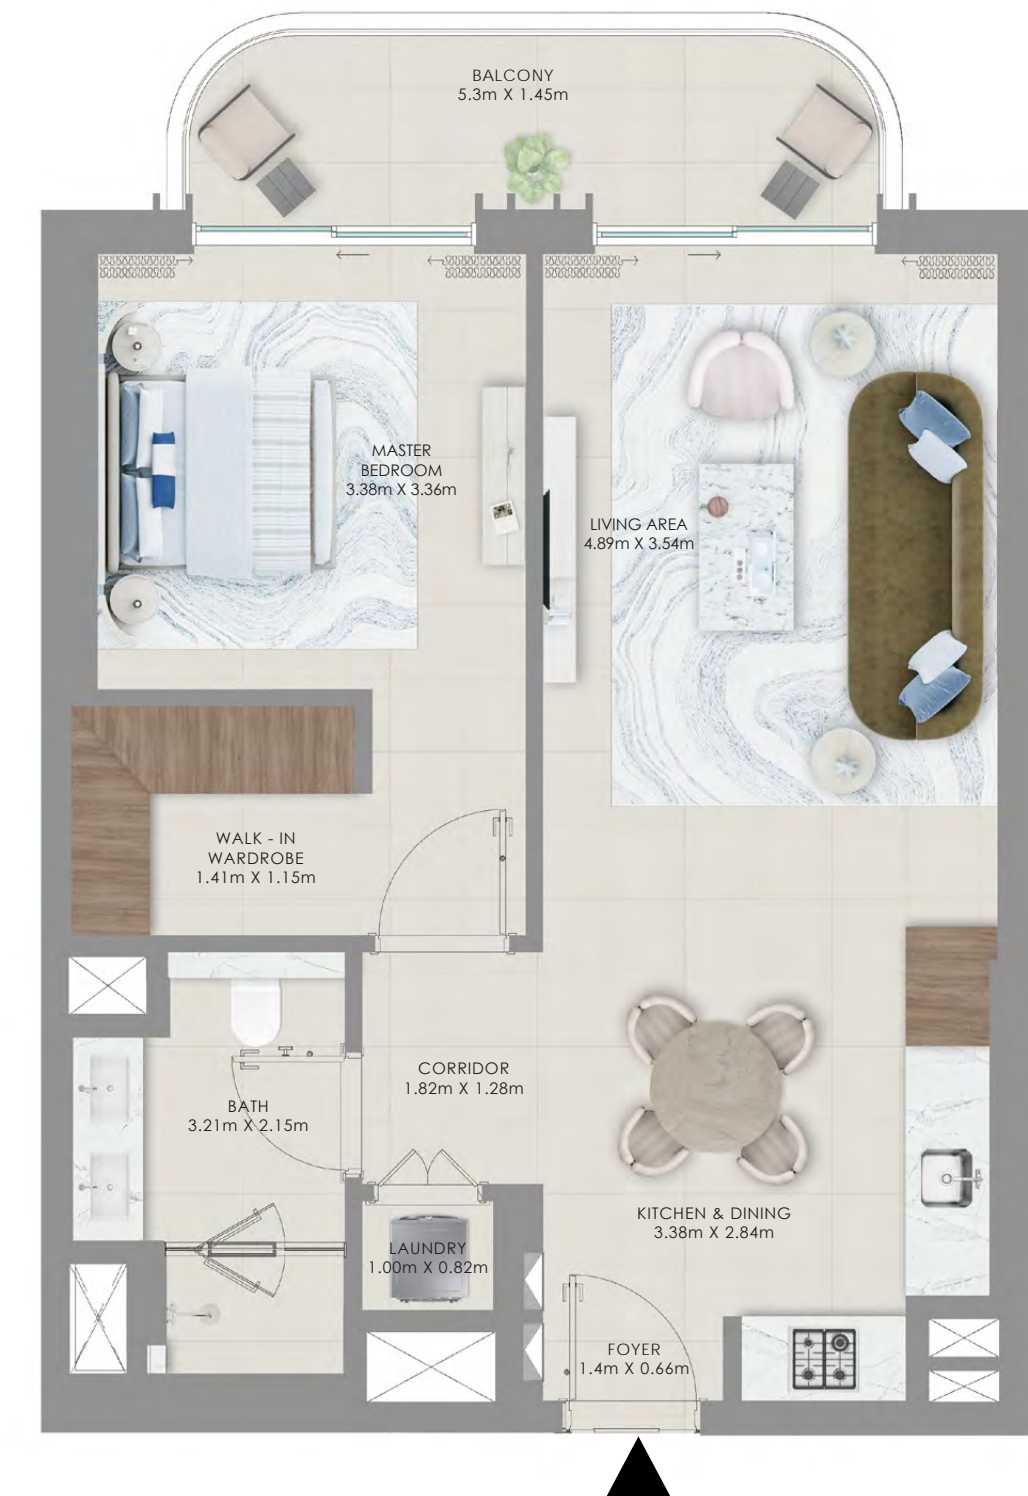 BALCONY
5.3m X 1.45m
MASTER
BEDROOM
3.38m X 3.36m
LIVING AREA
4.89m X 3.54m
WALK - IN
WARDROBE
1.41m X 1.15m
CORRIDOR
1.82m X 1.28m
BATH
3.21m X 2.15m
KITCHEN & DINING
3.38m X 2.84m
LAUNDRY
1.00m X 0.82m
FOYER
1.4m X 0.66m